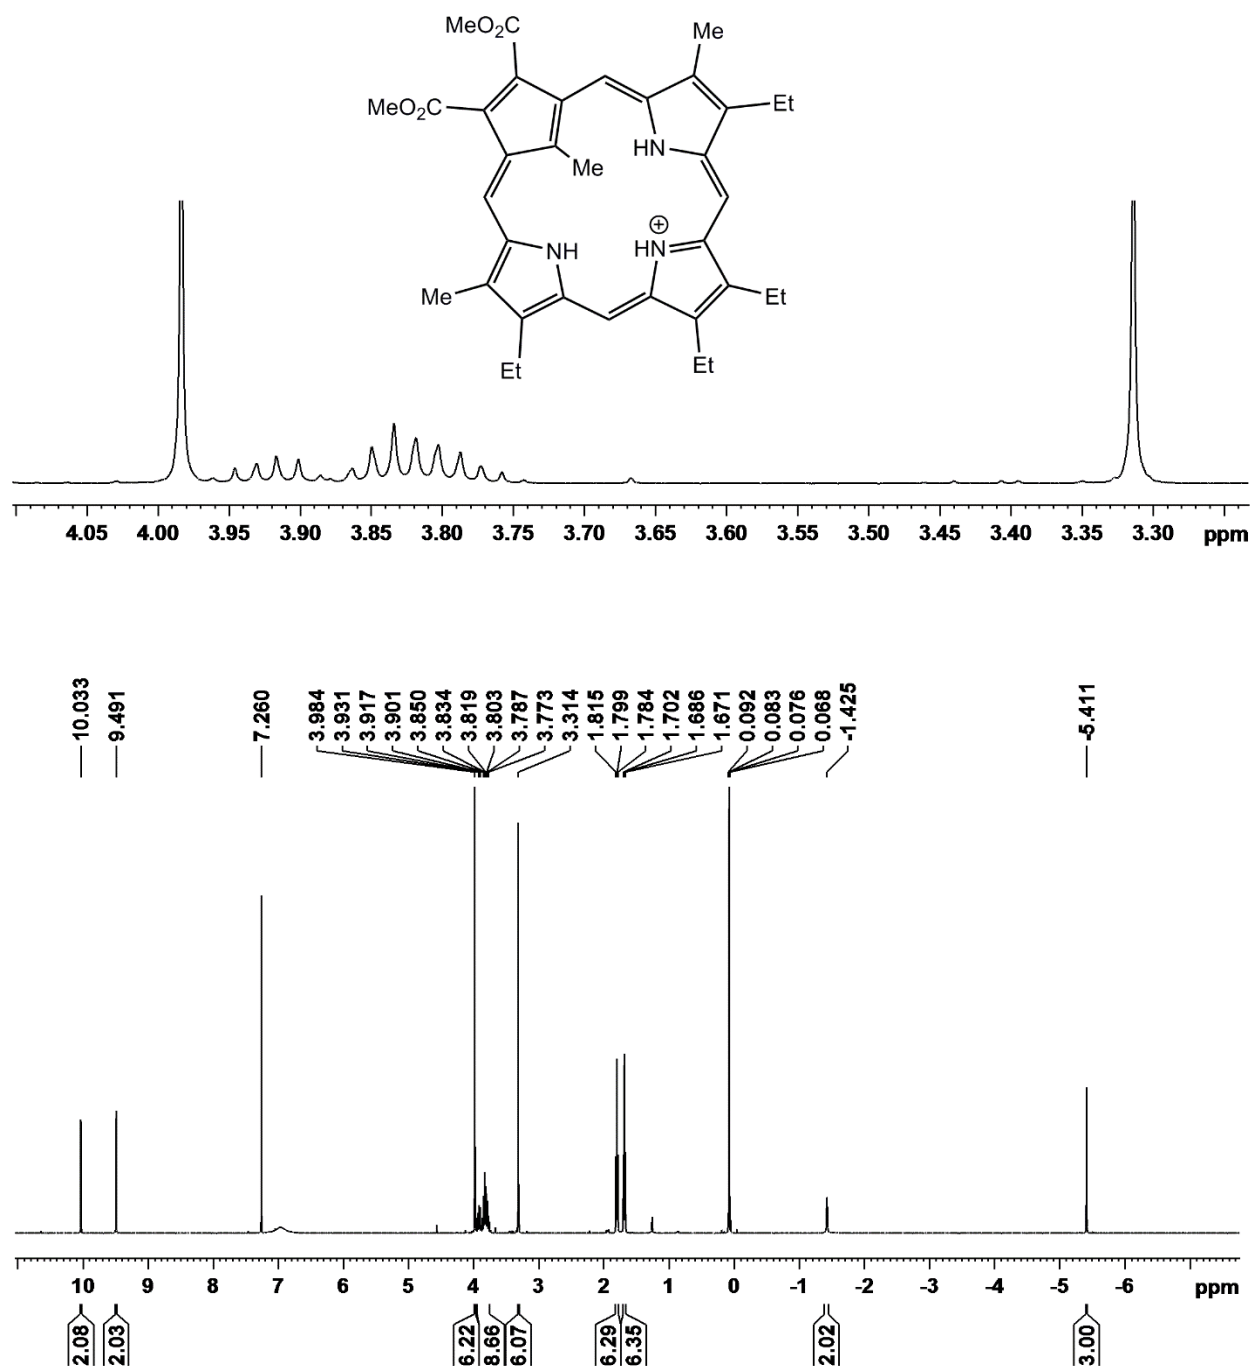 MeO2C
Me
MeO2C
Et
HN
Me
⊕
NH
HN
Me
Et
Et
Et
4.05 4.00 3.95 3.90 3.85 3.80 3.75 3.70 3.65 3.60 3.55 3.50 3.45 3.40 3.35 3.30 ppm
10.033
9.491
7.260
3.984
3.931
3.917
3.901
3.850
3.834
3.819
3.803
3.787
3.773
3.314
1.815
1.799
1.784
1.702
1.686
1.671
0.092
0.083
0.076
0.068
-1.425
-5.411
10 9 8 7 6 5 4 3 2 1 0 -1 -2 -3 -4 -5 -6 ppm
2.08
2.03
6.22
8.66
6.07
6.29
6.35
2.02
3.00